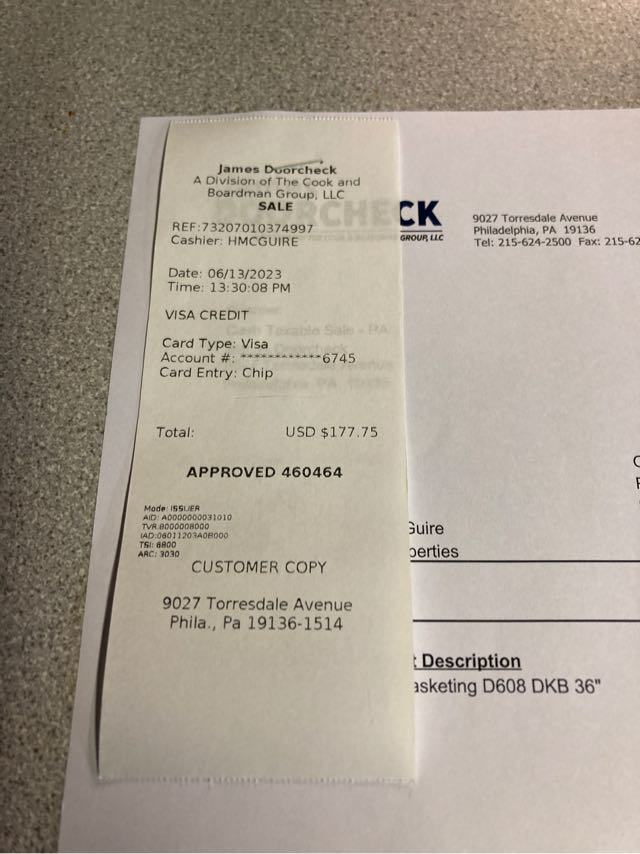 James Doorcheck
A Division of The Cook and
Boardman Group, LLC
SALE
REF:73207010374997
Cashier: HMCGUIRE
Date: 06/13/2023
Time: 13:30:08 PM
VISA CREDIT
Card Type: Visa
Account #: ************6745
Card Entry: Chip
Total: USD $177.75
APPROVED 460464
Mode: ISSUER
AID: A0000000031010
TVR:8000008000
IAD:06011203A0B000
TSI: 6800
ARC: 3030
CUSTOMER COPY
9027 Torresdale Avenue
Phila., Pa 19136-1514
CK
GROUP, LLC
9027 Torresdale Avenue
Philadelphia, PA 19136
Tel: 215-624-2500 Fax: 215-62
Guire
perties
t Description
asketing D608 DKB 36"